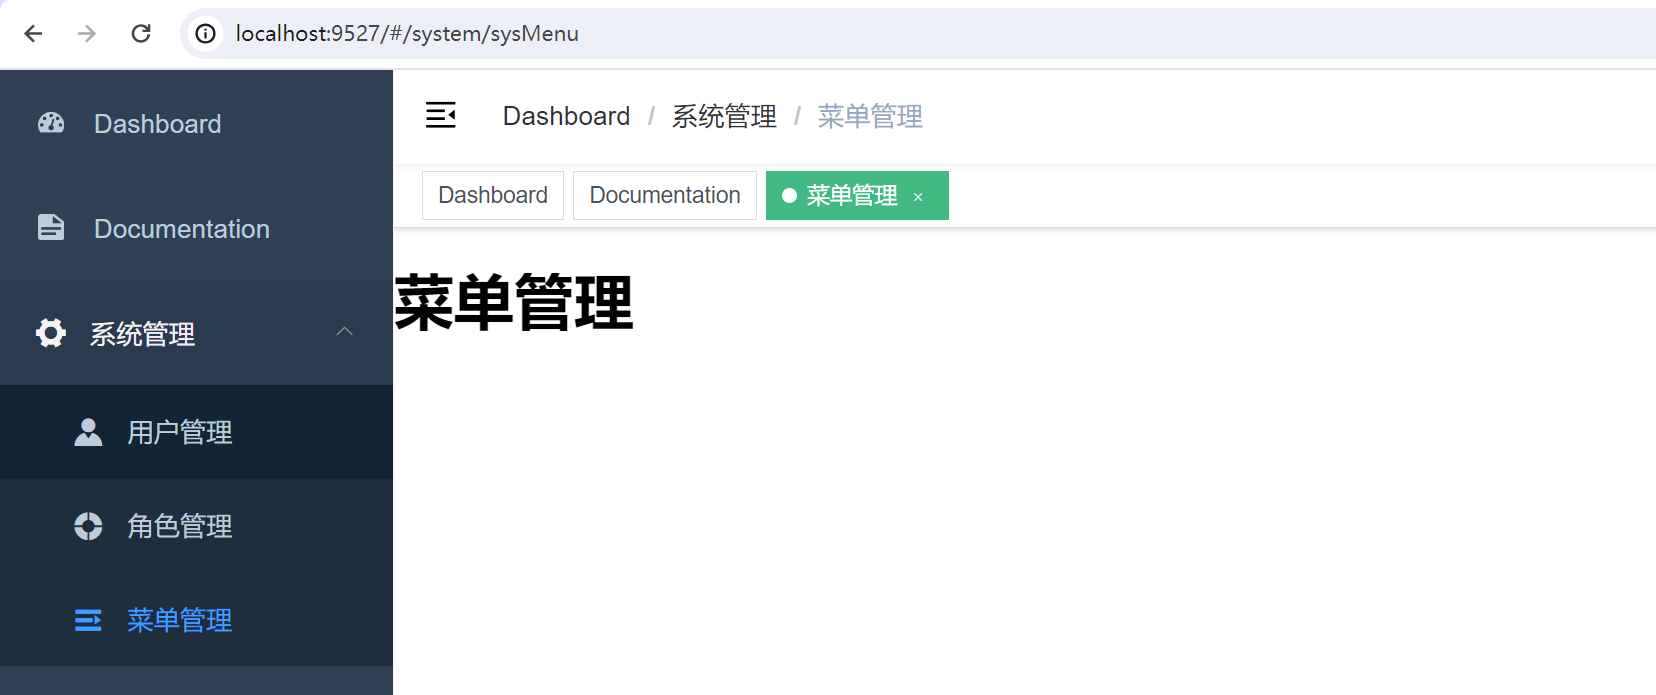 localhost:9527/#/system/sysMenu
Dashboard
Documentation
系统管理
用户管理
角色管理
菜单管理
Dashboard / 系统管理 / 菜单管理
Dashboard Documentation 菜单管理 ×
菜单管理